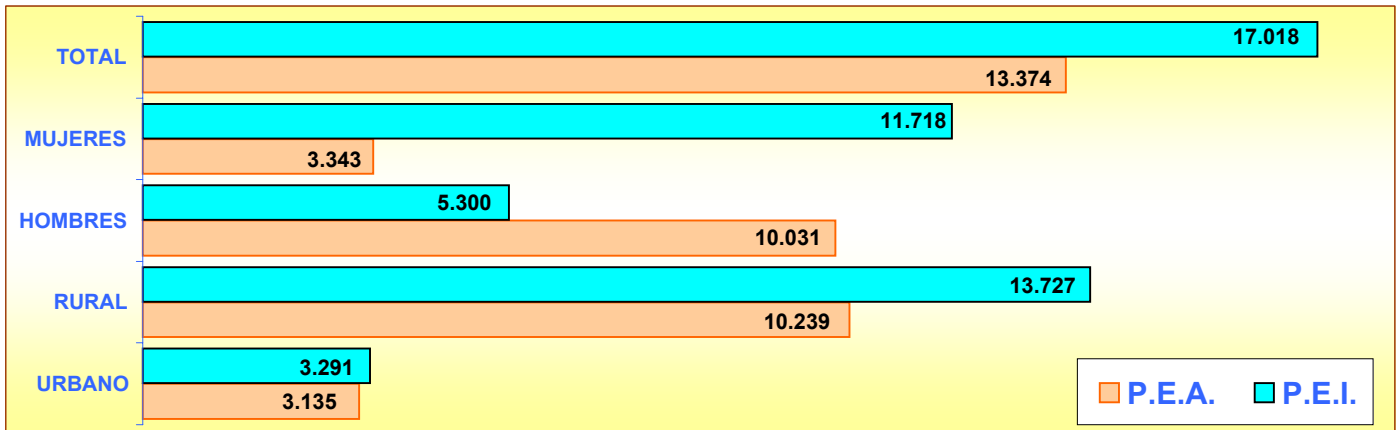 TOTAL
17.018
13.374
MUJERES
11.718
3.343
HOMBRES
5.300
10.031
RURAL
13.727
10.239
URBANO
3.291
3.135
P.E.A. P.E.I.